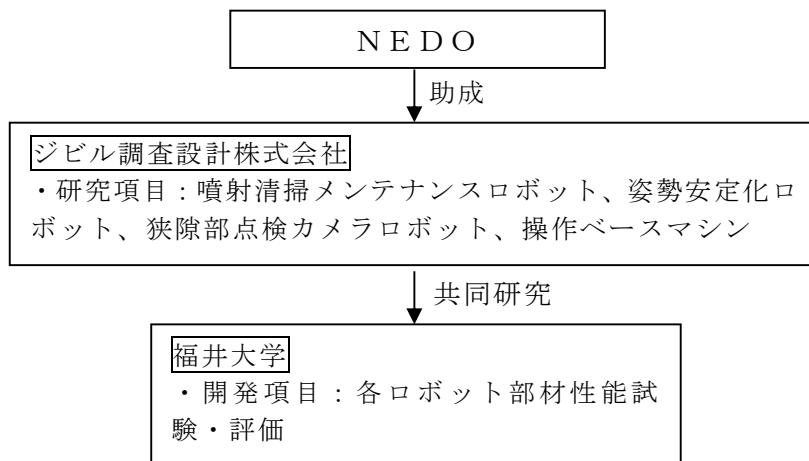 NEDO
助成
ジビル調査設計株式会社
・研究項目：噴射清掃メンテナンスロボット、姿勢安定化ロ
ボット、狭隙部点検カメラロボット、操作ベースマシン
共同研究
福井大学
・開発項目：各ロボット部材性能試
験・評価